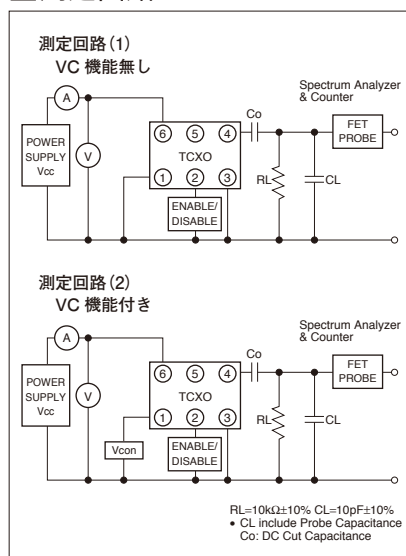 測定回路(1)
VC 機能無し
Spectrum Analyzer
& Counter
A
POWER
SUPPLY
Vcc
V
6 5 4
TCXO
1 2 3
ENABLE/
DISABLE
Co
RL
CL
FET
PROBE
測定回路(2)
VC 機能付き
Spectrum Analyzer
& Counter
A
POWER
SUPPLY
Vcc
V
6 5 4
TCXO
1 2 3
Vcon
ENABLE/
DISABLE
Co
RL
CL
FET
PROBE
RL=10kΩ±10% CL=10pF±10%
• CL include Probe Capacitance
Co: DC Cut Capacitance